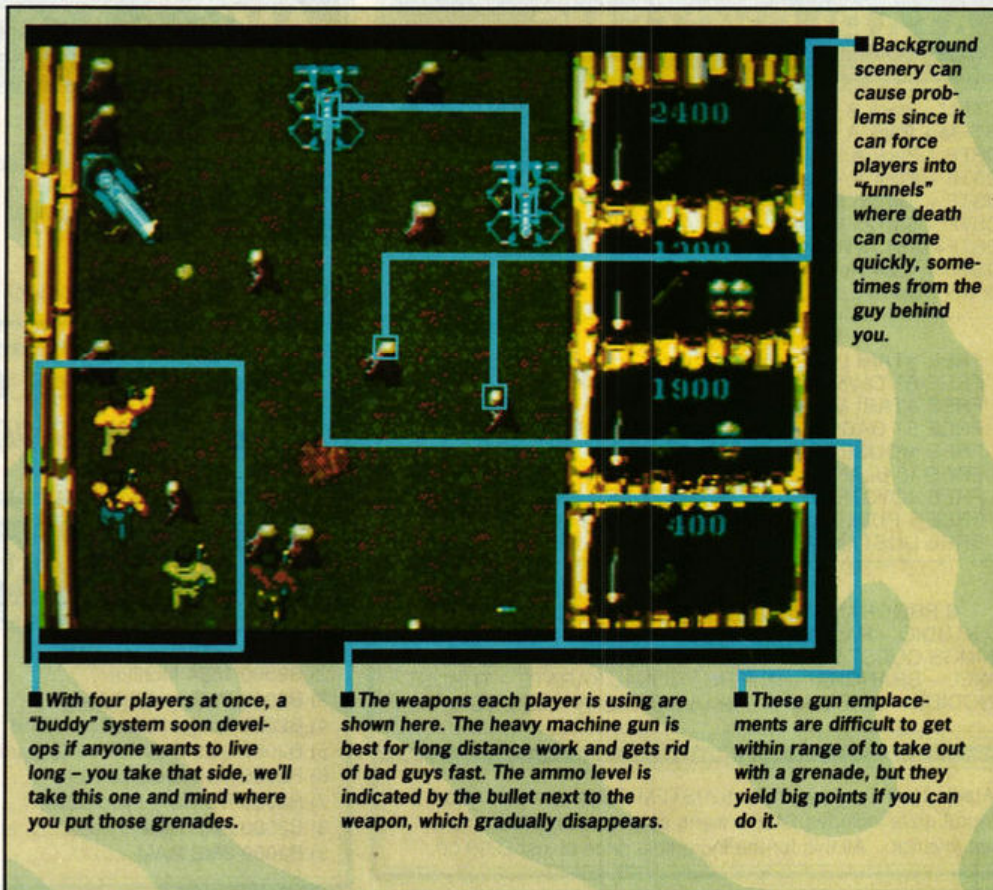 2400
1200
1900
400
■ Background
scenery can
cause prob-
lems since it
can force
players into
"funnels"
where death
can come
quickly, some-
times from the
guy behind
you.
■ With four players at once, a
"buddy" system soon devel-
ops if anyone wants to live
long – you take that side, we'll
take this one and mind where
you put those grenades.
■ The weapons each player is using are
shown here. The heavy machine gun is
best for long distance work and gets rid
of bad guys fast. The ammo level is
indicated by the bullet next to the
weapon, which gradually disappears.
■ These gun emplace-
ments are difficult to get
within range of to take out
with a grenade, but they
yield big points if you can
do it.